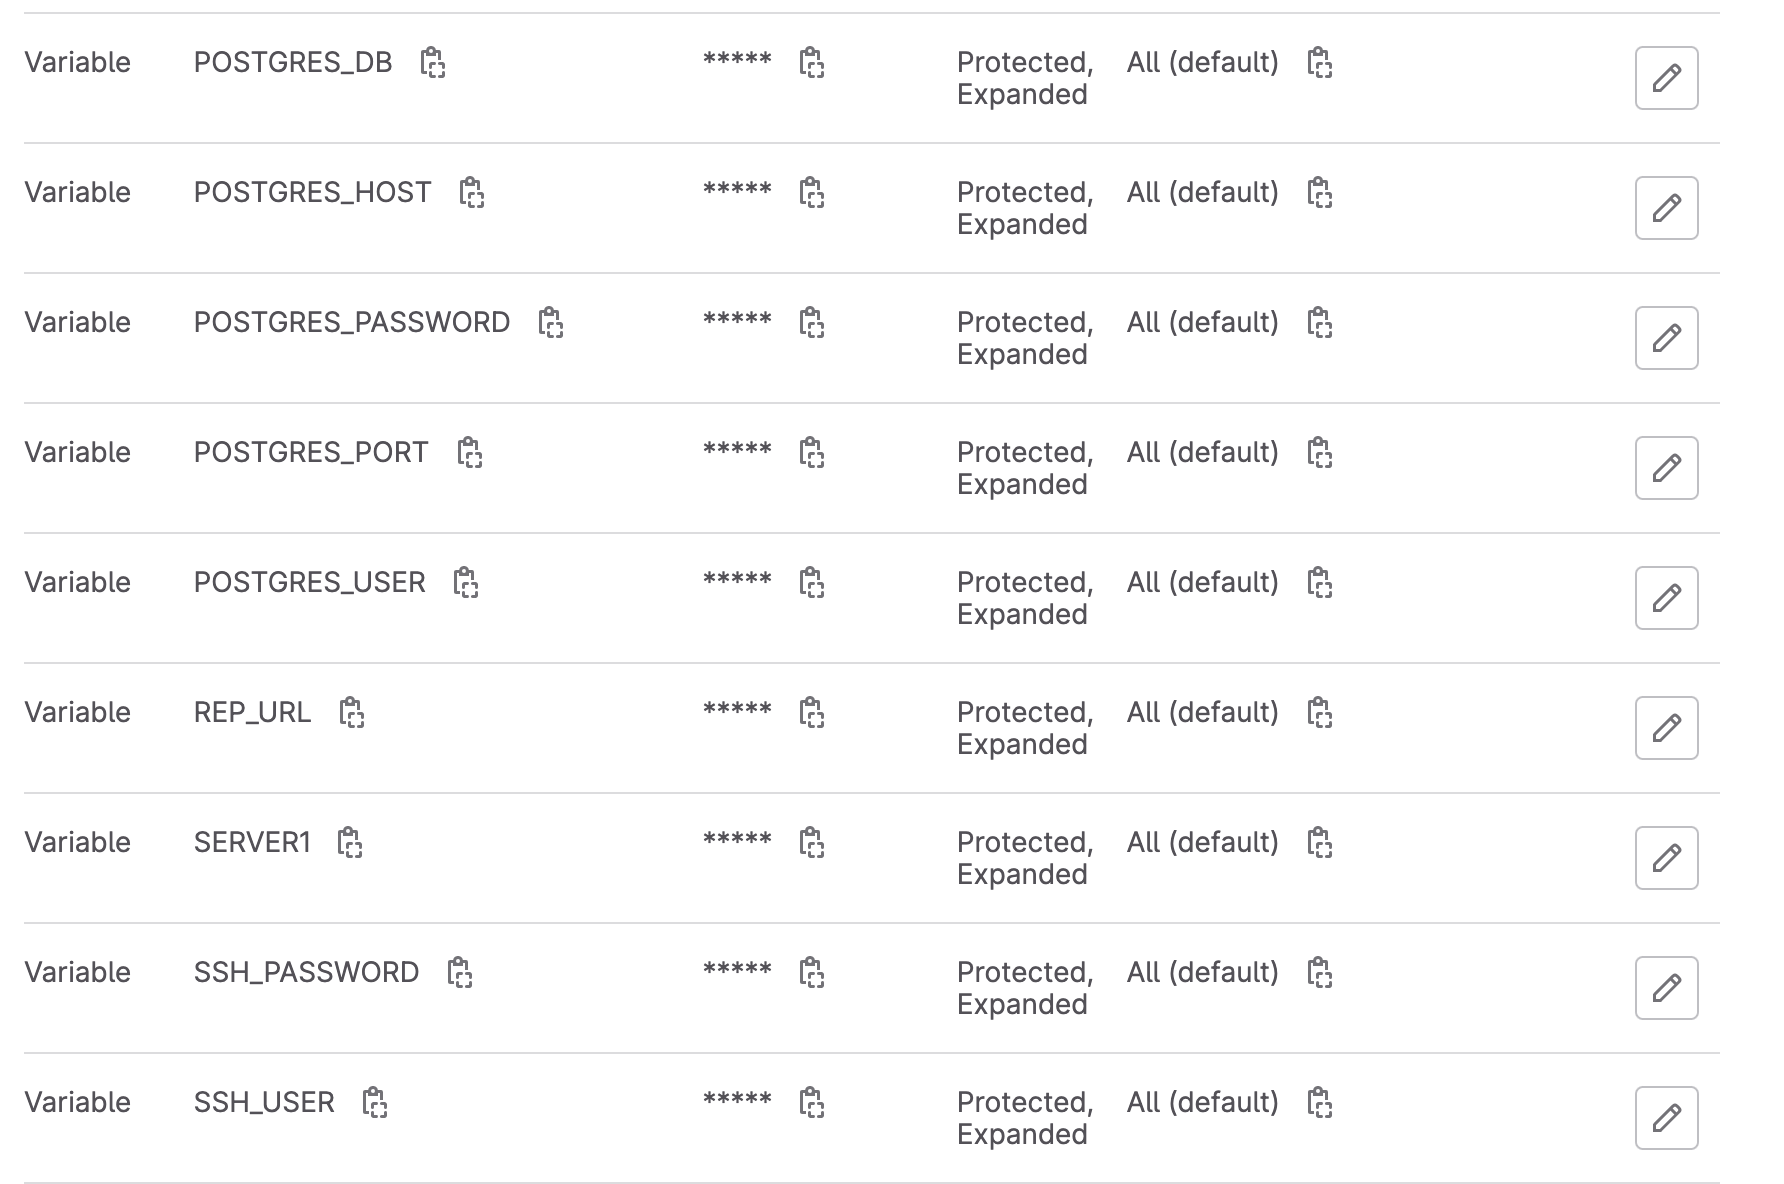 Variable POSTGRES_DB ***** Protected, All (default)
Expanded
Variable POSTGRES_HOST ***** Protected, All (default)
Expanded
Variable POSTGRES_PASSWORD ***** Protected, All (default)
Expanded
Variable POSTGRES_PORT ***** Protected, All (default)
Expanded
Variable POSTGRES_USER ***** Protected, All (default)
Expanded
Variable REP_URL ***** Protected, All (default)
Expanded
Variable SERVER1 ***** Protected, All (default)
Expanded
Variable SSH_PASSWORD ***** Protected, All (default)
Expanded
Variable SSH_USER ***** Protected, All (default)
Expanded